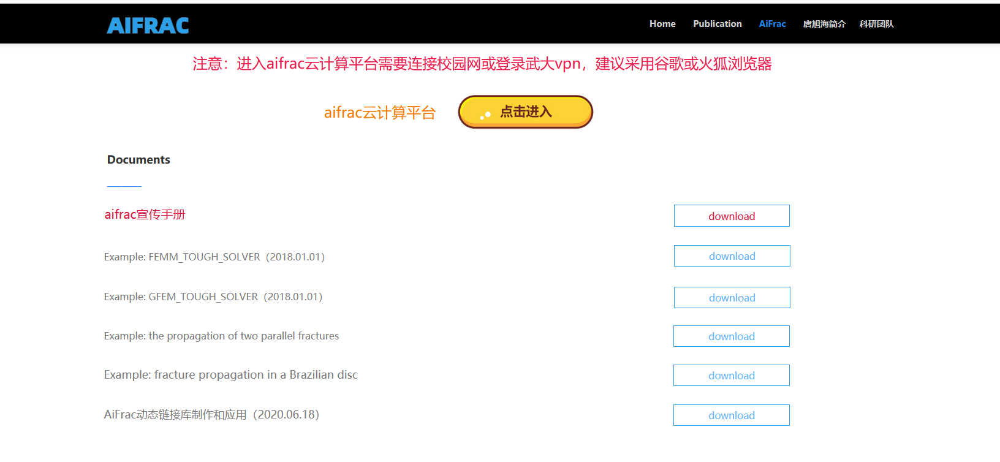 AIFRAC
Home Publication AiFrac 唐旭海简介 科研团队
注意：进入aifrac云计算平台需要连接校园网或登录武大vpn，建议采用谷歌或火狐浏览器
aifrac云计算平台 点击进入
Documents
aifrac宣传手册 download
Example: FEMM_TOUGH_SOLVER（2018.01.01） download
Example: GFEM_TOUGH_SOLVER（2018.01.01） download
Example: the propagation of two parallel fractures download
Example: fracture propagation in a Brazilian disc download
AiFrac动态链接库制作和应用（2020.06.18） download